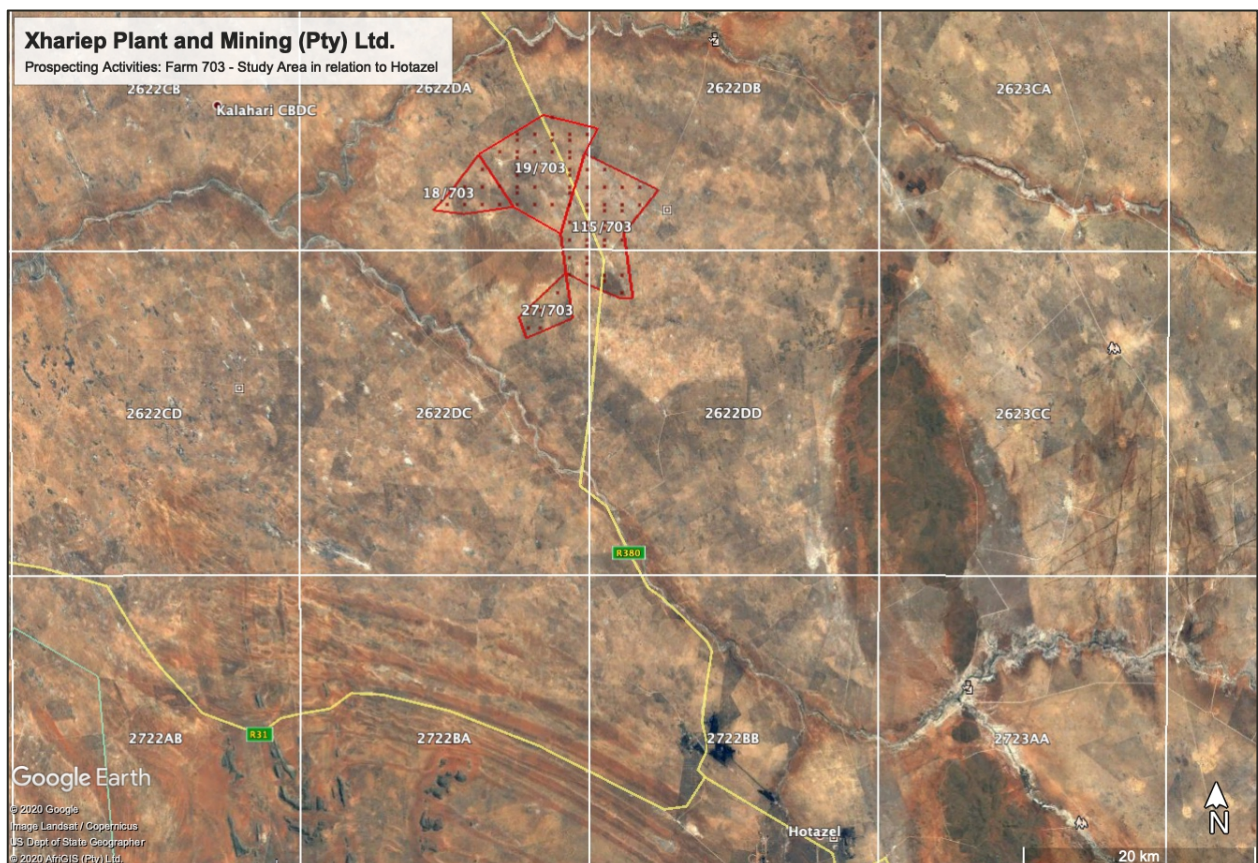 Xhariep Plant and Mining (Pty) Ltd.
Prospecting Activities: Farm 703 - Study Area in relation to Hotazel
2622CB
2622DA
2622DB
2623CA
Kalahari CBDC
19/703
18/703
115/703
27/703
2622CD
2622DC
2622DD
2623CC
R380
R31
2722AB
2722BA
2722BB
2723AA
Google Earth
© 2020 Google
Image Landsat / Copernicus
US Dept of State Geographer
© 2020 AfriGIS (Pty) Ltd.
Hotazel
N
20 km